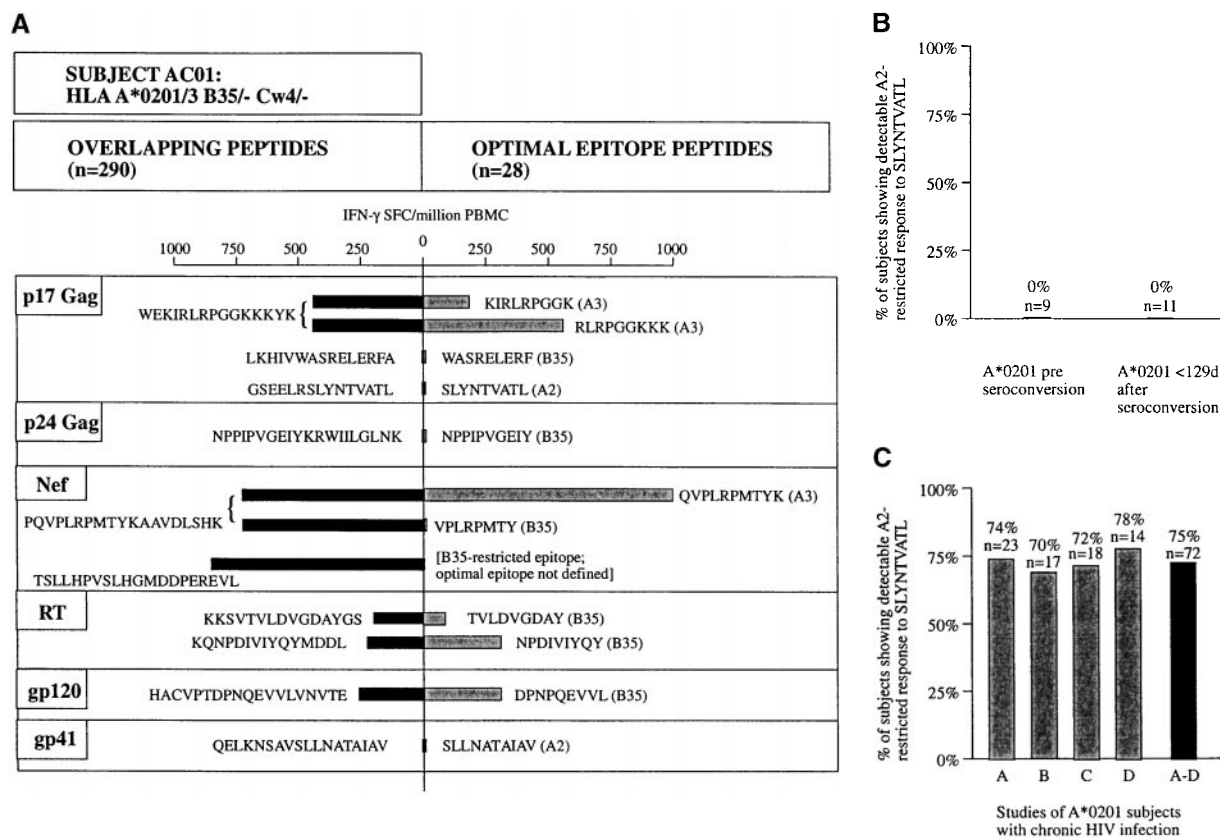 A
SUBJECT AC01:
HLA A*0201/3 B35/- Cw4/-
OVERLAPPING PEPTIDES
(n=290)
OPTIMAL EPITOPE PEPTIDES
(n=28)
IFN-γ SFC/million PBMC
1000 750 500 250 0 250 500 750 1000
p17 Gag
WEKIRLRPGGKKKYK { KIRLRPGGK (A3)
RLRPGGKKK (A3)
LKHIVWASRELERFA WASRELERF (B35)
GSEELRSLYNTVATL SLYNTVATL (A2)
p24 Gag
NPPIPVGEIYKRWIILGLNK NPPIPVGEIY (B35)
Nef
QVPLRPMTYK (A3)
PQVPLRPMTYKAAVDLSHK {
VPLRPMTY (B35)
[B35-restricted epitope;
optimal epitope not defined]
TSLLHPVSLHGMDDPEREVL
RT
KKSVTVLDVGDAYGS TVLDVGDAY (B35)
KQNPDIVIYQYMDDL NPDIVIYQY (B35)
gp120
HACVPTDPNQEVVLVNVTE DPNPQEVVL (B35)
gp41
QELKNSAVSLLNATAIAV SLLNATAIAV (A2)
B
% of subjects showing detectable A2-
restricted response to SLYNTVATL
100%
75%
50%
25%
0%
0%
n=9
0%
n=11
A*0201 pre
seroconversion
A*0201 <129d
after
seroconversion
C
% of subjects showing detectable A2-
restricted response to SLYNTVATL
100%
75%
50%
25%
0%
74%
n=23
70%
n=17
72%
n=18
78%
n=14
75%
n=72
A B C D A-D
Studies of A*0201 subjects
with chronic HIV infection